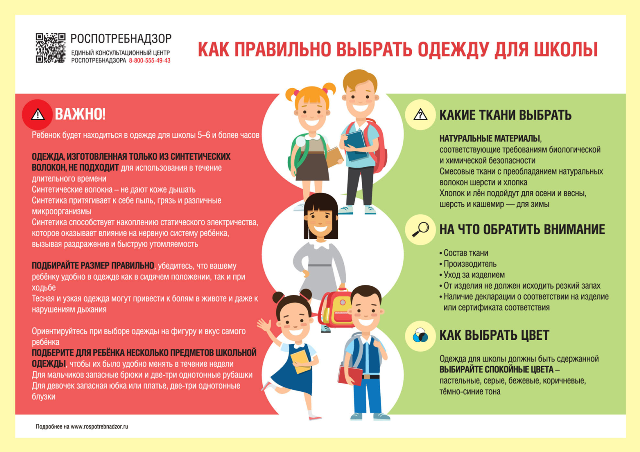 РОСПОТРЕБНАДЗОР
ЕДИНЫЙ КОНСУЛЬТАЦИОННЫЙ ЦЕНТР
РОСПОТРЕБНАДЗОРА 8-800-555-49-43
КАК ПРАВИЛЬНО ВЫБРАТЬ ОДЕЖДУ ДЛЯ ШКОЛЫ
ВАЖНО!
Ребенок будет находиться в одежде для школы 5–6 и более часов
ОДЕЖДА, ИЗГОТОВЛЕННАЯ ТОЛЬКО ИЗ СИНТЕТИЧЕСКИХ
ВОЛОКОН, НЕ ПОДХОДИТ для использования в течение
длительного времени
Синтетические волокна – не дают коже дышать
Синтетика притягивает к себе пыль, грязь и различные
микроорганизмы
Синтетика способствует накоплению статического электричества,
которое оказывает влияние на нервную систему ребёнка,
вызывая раздражение и быструю утомляемость
ПОДБИРАЙТЕ РАЗМЕР ПРАВИЛЬНО, убедитесь, что вашему
ребёнку удобно в одежде как в сидячем положении, так и при
ходьбе
Тесная и узкая одежда могут привести к болям в животе и даже к
нарушениям дыхания
Ориентируйтесь при выборе одежды на фигуру и вкус самого
ребёнка
ПОДБЕРИТЕ ДЛЯ РЕБЁНКА НЕСКОЛЬКО ПРЕДМЕТОВ ШКОЛЬНОЙ
ОДЕЖДЫ, чтобы их было удобно менять в течение недели
Для мальчиков запасные брюки и две-три однотонные рубашки
Для девочек запасная юбка или платье, две-три однотонные
блузки
Подробнее на www.rospotrebnadzor.ru
КАКИЕ ТКАНИ ВЫБРАТЬ
НАТУРАЛЬНЫЕ МАТЕРИАЛЫ,
соответствующие требованиям биологической
и химической безопасности
Смесовые ткани с преобладанием натуральных
волокон шерсти и хлопка
Хлопок и лён подойдут для осени и весны,
шерсть и кашемир — для зимы
НА ЧТО ОБРАТИТЬ ВНИМАНИЕ
• Состав ткани
• Производитель
• Уход за изделием
• От изделия не должен исходить резкий запах
• Наличие декларации о соответствии на изделие
или сертификата соответствия
КАК ВЫБРАТЬ ЦВЕТ
Одежда для школы должны быть сдержанной
ВЫБИРАЙТЕ СПОКОЙНЫЕ ЦВЕТА –
пастельные, серые, бежевые, коричневые,
тёмно-синие тона